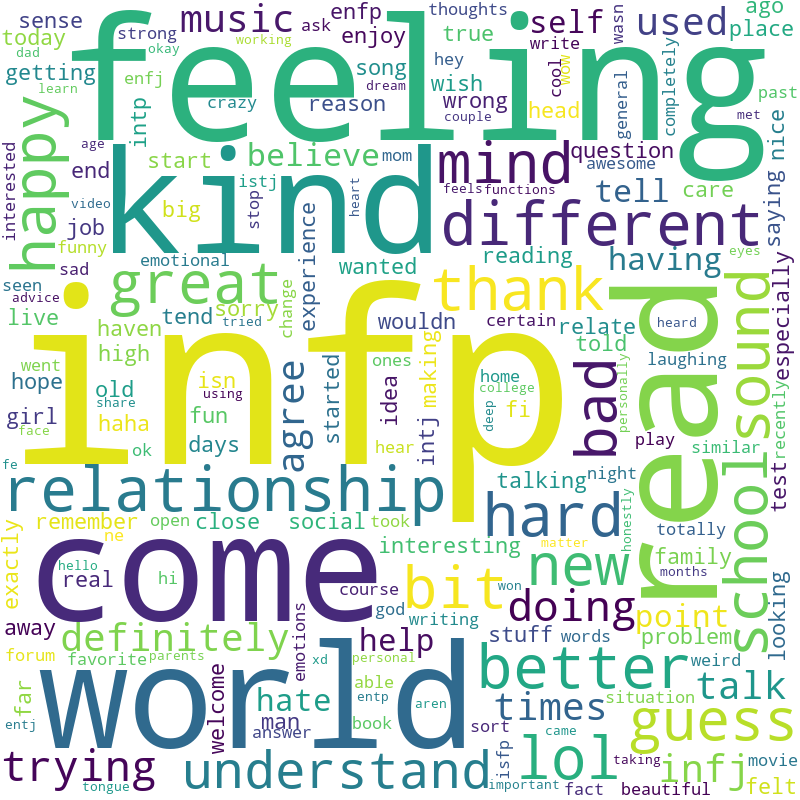 sense
strong
music
enfp
ask
thoughts
self
wasn
used
ago
today
dad
okay
working
enjoy
true
hey
write
cool
wow
place
getting
learn
enfj
crazy
song
dream
wish
general
completely
past
feeling
intp
reason
wrong
couple
head
met
interested
happy
end
age
start
believe
mom
mind
question
saying
nice
kind
istj
stop
heart
feels
functions
awesome
video
job
big
different
tell
care
funny
sad
emotional
experience
wanted
reading
having
eyes
seen
advice
great
sorry
change
thank
read
sound
especially
live
haven
tend
tried
wouldn
certain
relate
told
heard
went
high
infp
ones
idea
making
home
laughing
personally
recently
hope
old
isn
agree
started
college
fi
bad
share
using
deep
play
similar
test
girl
haha
fun
intj
face
ok
days
hear
night
school
fe
relationship
talking
hard
honestly
totally
looking
exactly
remember
open
close
social
took
interesting
matter
new
family
ne
hello
real
hi
come
course
god
bit
won
months
doing
point
away
definitely
emotions
help
writing
stuff
words
problem
forum
favorite
parents
xd
personal
better
weird
talk
far
world
welcome
hate
able
entp
aren
times
situation
entj
man
answer
book
sort
came
guess
trying
understand
isfp
lol
taking
infj
movie
tongue
important
fact
beautiful
felt